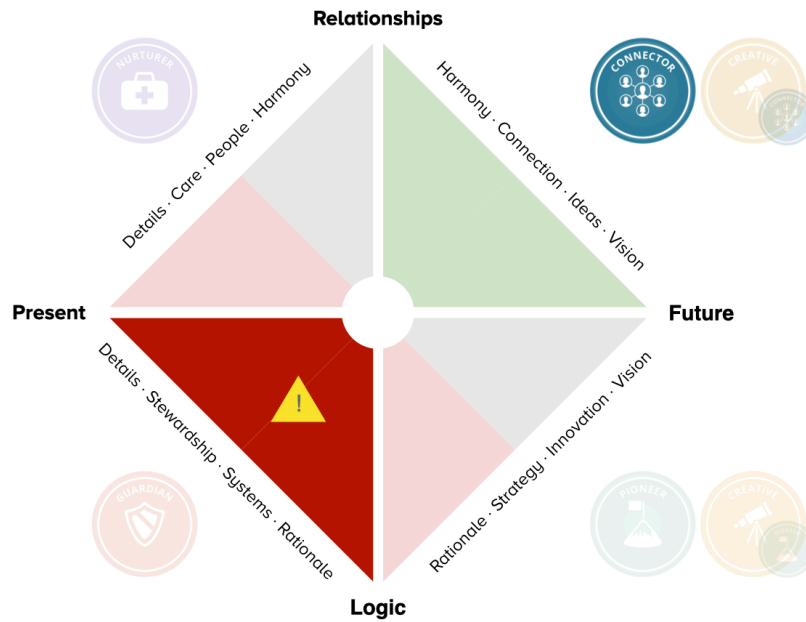 Relationships
NURTURER
CONNECTOR
CREATIVE
CONNECTOR
Details · Care · People · Harmony
Harmony · Connection · Ideas · Vision
Present
Future
!
Details · Stewardship · Systems · Rationale
Rationale · Strategy · Innovation · Vision
GUARDIAN
PIONEER
CREATIVE
Logic